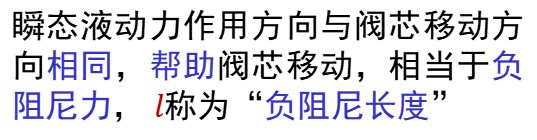 瞬态液动力作用方向与阀芯移动方
向相同，帮助阀芯移动，相当于负
阻尼力，l称为“负阻尼长度”